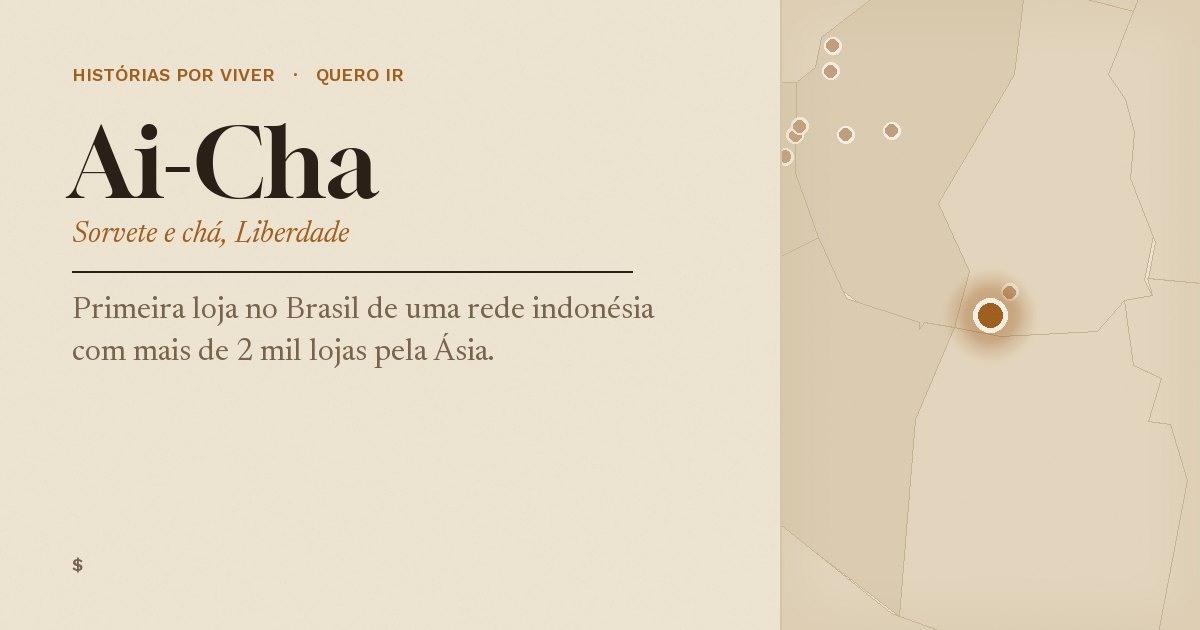 HISTÓRIAS POR VIVER · QUERO IR
Ai-Cha
Sorvete e chá, Liberdade
Primeira loja no Brasil de uma rede indonésia
com mais de 2 mil lojas pela Ásia.
$